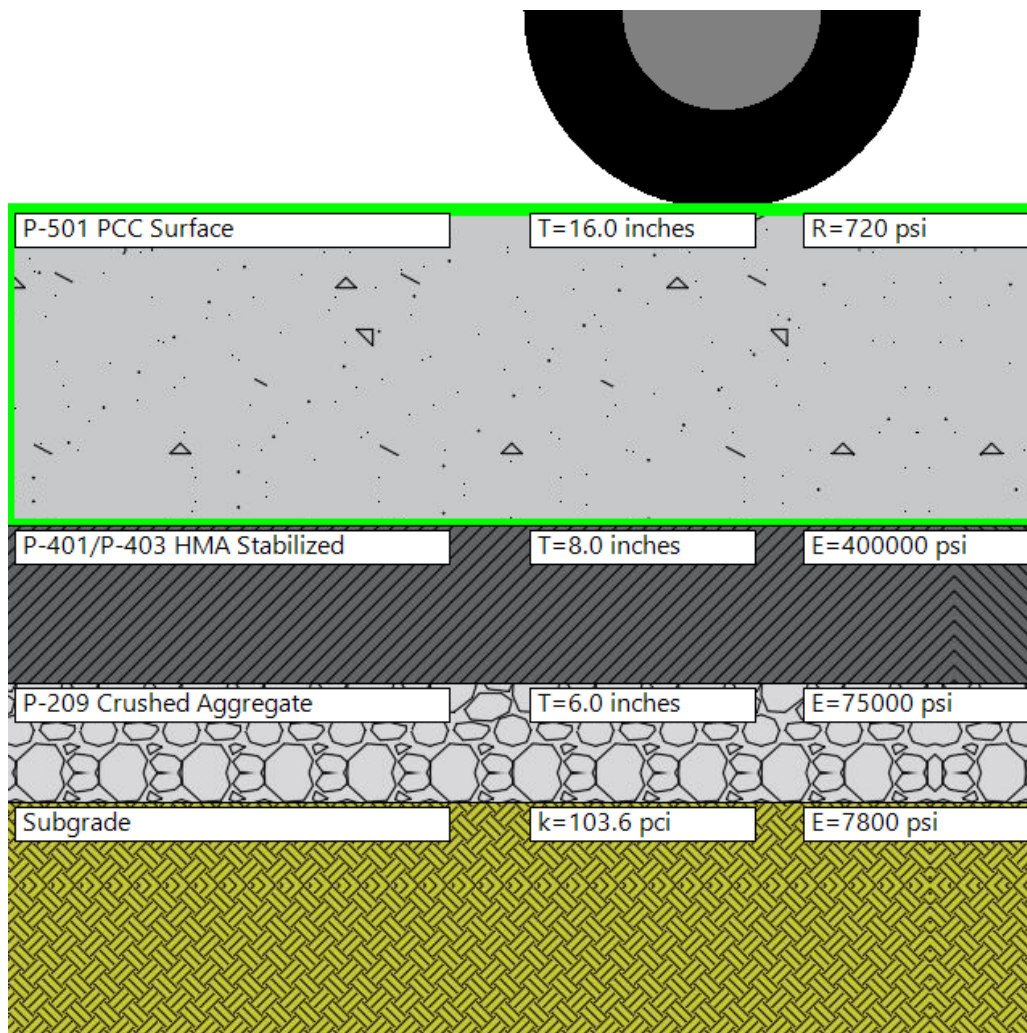 P-501 PCC Surface T=16.0 inches R=720 psi
P-401/P-403 HMA Stabilized T=8.0 inches E=400000 psi
P-209 Crushed Aggregate T=6.0 inches E=75000 psi
Subgrade k=103.6 pci E=7800 psi